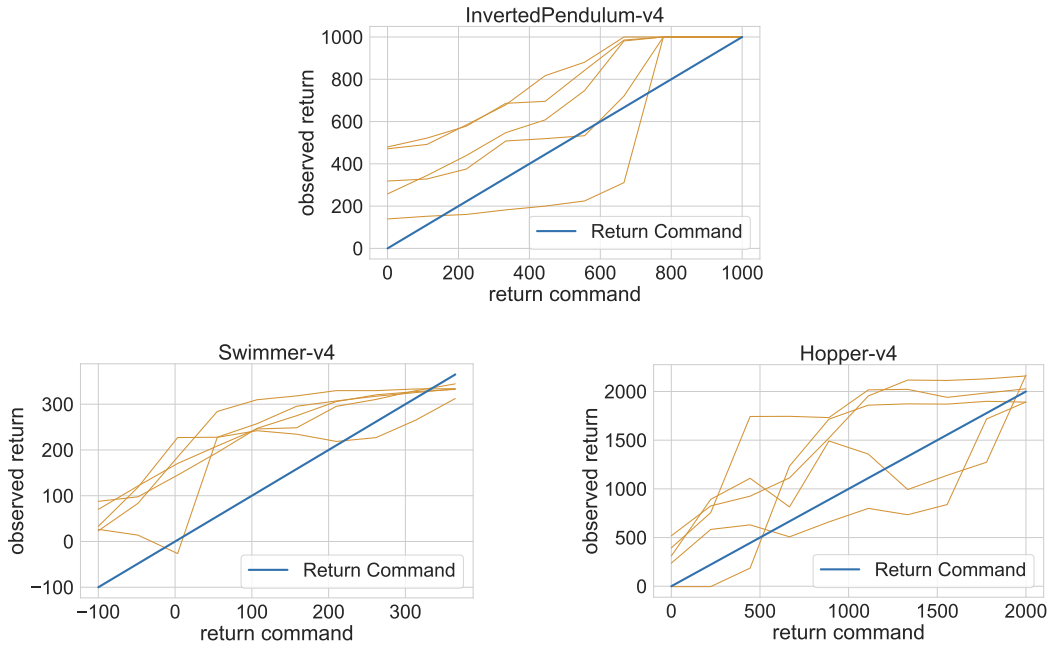 InvertedPendulum-v4
1000
800
600
400
200
0
observed return
Return Command
0 200 400 600 800 1000
return command
Swimmer-v4
300
200
100
0
−100
observed return
Return Command
−100 0 100 200 300
return command
Hopper-v4
2000
1500
1000
500
0
observed return
Return Command
0 500 1000 1500 2000
return command